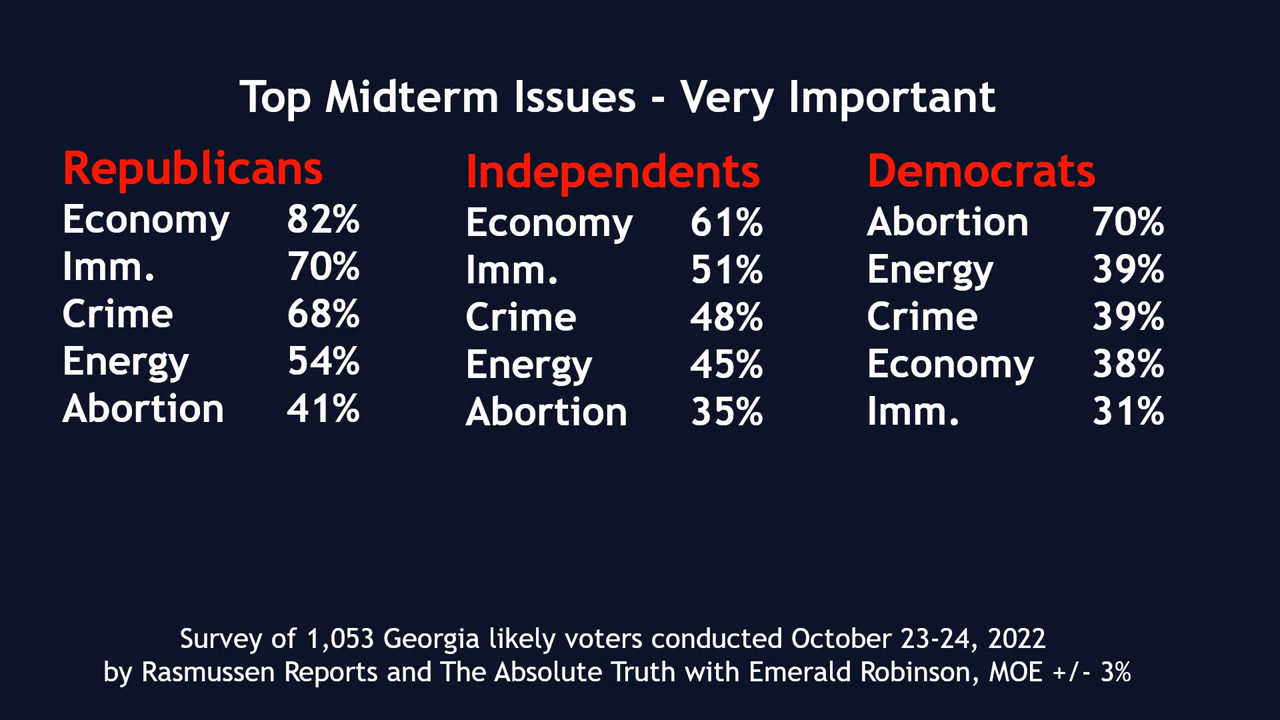 Top Midterm Issues - Very Important
Republicans
Economy 82%
Imm. 70%
Crime 68%
Energy 54%
Abortion 41%
Independents
Economy 61%
Imm. 51%
Crime 48%
Energy 45%
Abortion 35%
Democrats
Abortion 70%
Energy 39%
Crime 39%
Economy 38%
Imm. 31%
Survey of 1,053 Georgia likely voters conducted October 23-24, 2022
by Rasmussen Reports and The Absolute Truth with Emerald Robinson, MOE +/- 3%